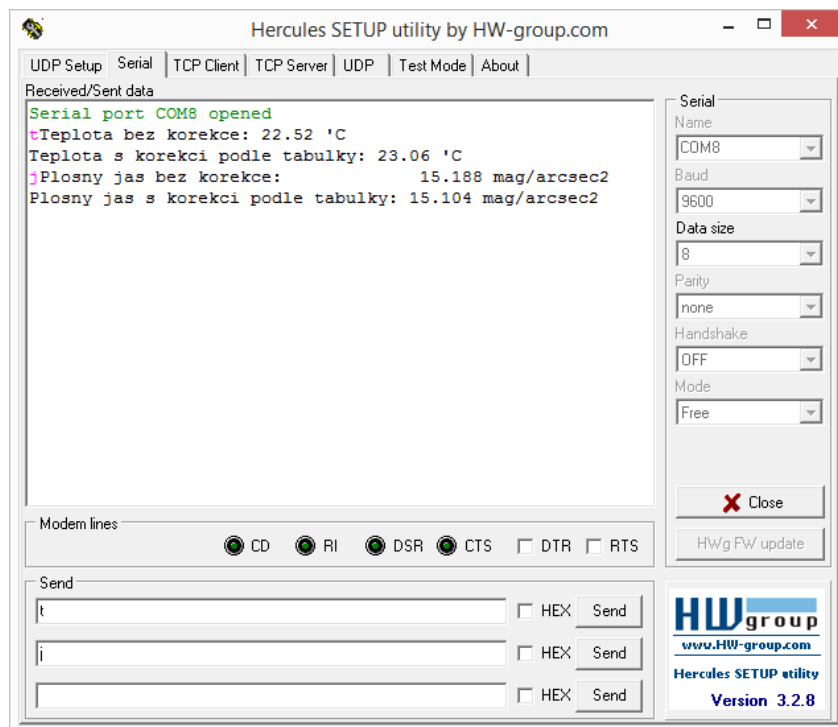 Hercules SETUP utility by HW-group.com
UDP Setup Serial TCP Client TCP Server UDP Test Mode About
Received/Sent data
Serial port COM8 opened
tTeplota bez korekce: 22.52 'C
Teplota s korekci podle tabulky: 23.06 'C
jPlosny jas bez korekce: 15.188 mag/arcsec2
Plosny jas s korekci podle tabulky: 15.104 mag/arcsec2
Serial
Name
COM8
Baud
9600
Data size
8
Parity
none
Handshake
OFF
Mode
Free
Close
HWg FW update
Modem lines
CD RI DSR CTS DTR RTS
Send
t HEX Send
j HEX Send
HEX Send
HW group
www.HW-group.com
Hercules SETUP utility
Version 3.2.8